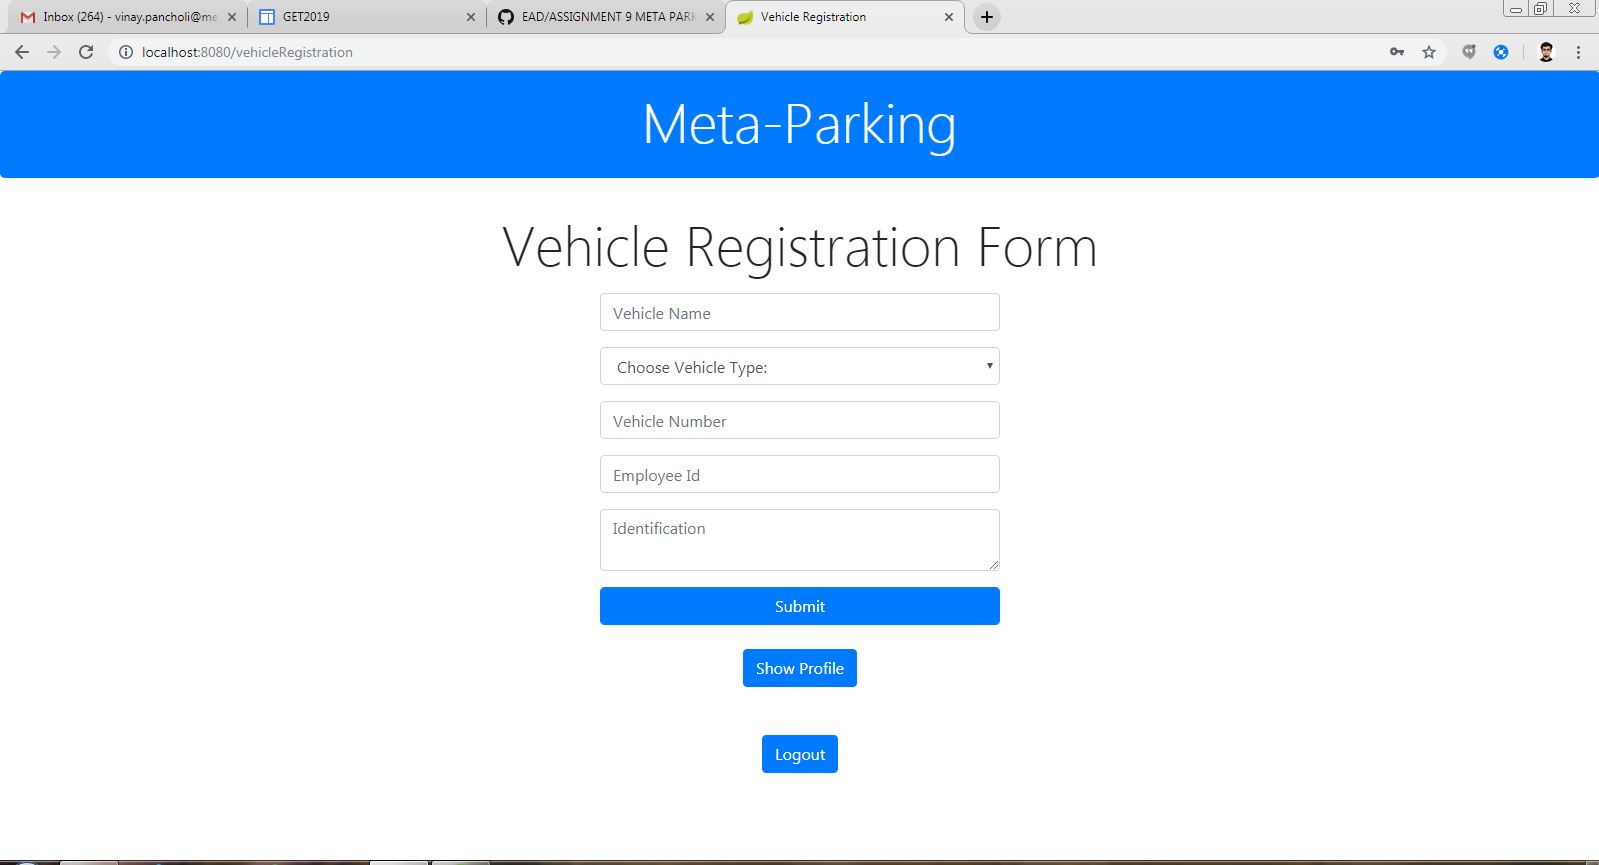 Inbox (264) - vinay.pancholi@me
GET2019
EAD/ASSIGNMENT 9 META PARK
Vehicle Registration
localhost:8080/vehicleRegistration
Meta-Parking
Vehicle Registration Form
Vehicle Name
Choose Vehicle Type:
Vehicle Number
Employee Id
Identification
Submit
Show Profile
Logout